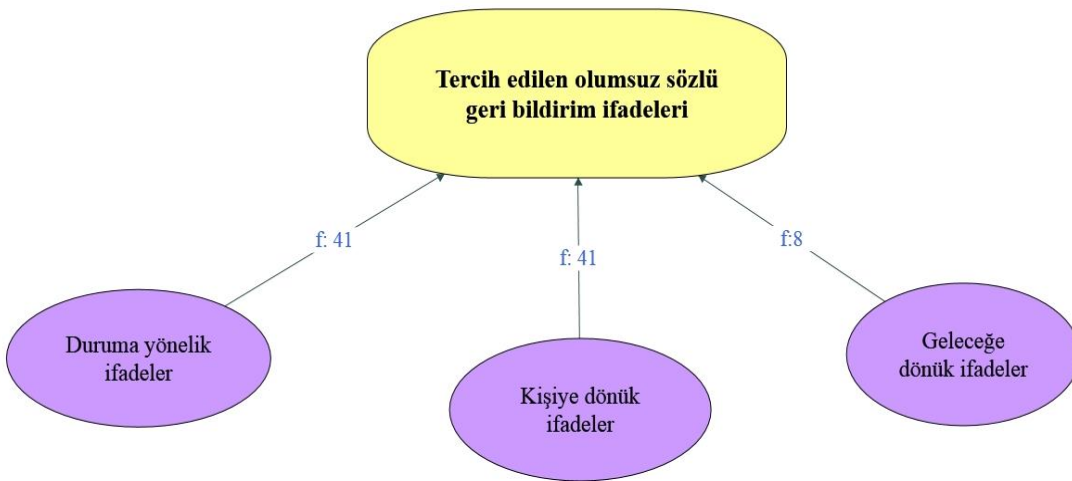 Tercih edilen olumsuz sözlü
geri bildirim ifadeleri
f: 41
f: 41
f:8
Duruma yönelik
ifadeler
Kişiye dönük
ifadeler
Geleceğe
dönük ifadeler